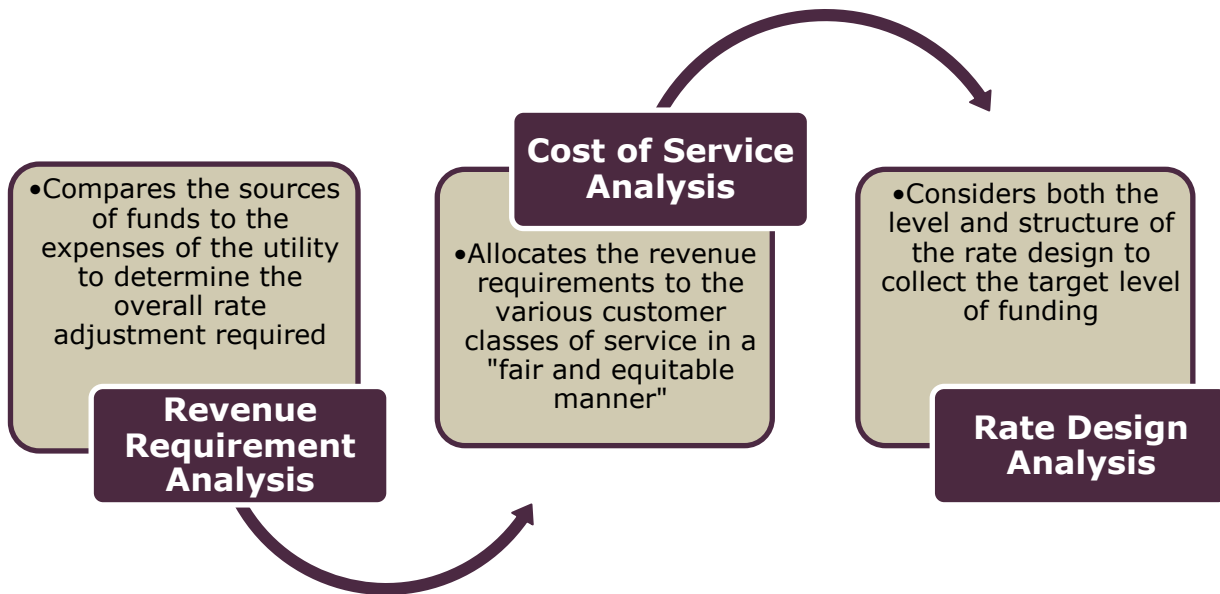 •Compares the sources
of funds to the
expenses of the utility
to determine the
overall rate
adjustment required
Revenue
Requirement
Analysis
Cost of Service
Analysis
•Allocates the revenue
requirements to the
various customer
classes of service in a
"fair and equitable
manner"
•Considers both the
level and structure of
the rate design to
collect the target level
of funding
Rate Design
Analysis